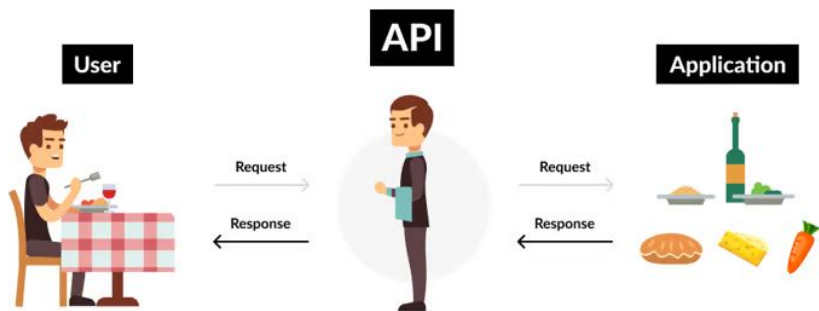 API
User
Application
Request
Request
Response
Response